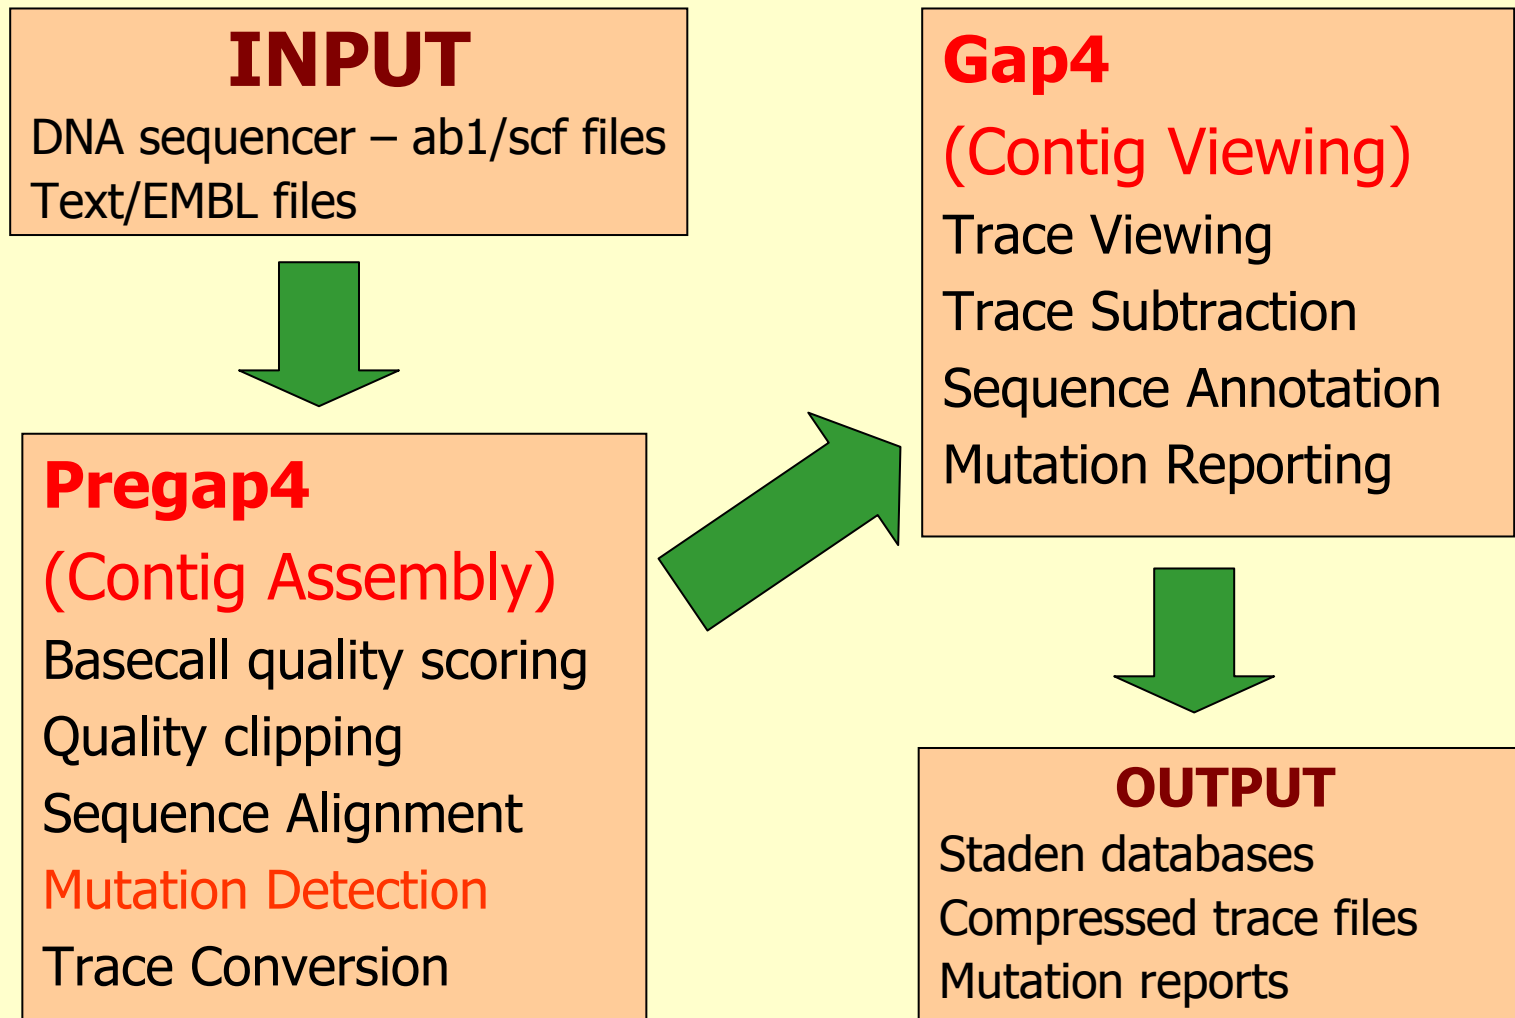 INPUT
DNA sequencer – ab1/scf files
Text/EMBL files
Pregap4
(Contig Assembly)
Basecall quality scoring
Quality clipping
Sequence Alignment
Mutation Detection
Trace Conversion
Gap4
(Contig Viewing)
Trace Viewing
Trace Subtraction
Sequence Annotation
Mutation Reporting
OUTPUT
Staden databases
Compressed trace files
Mutation reports